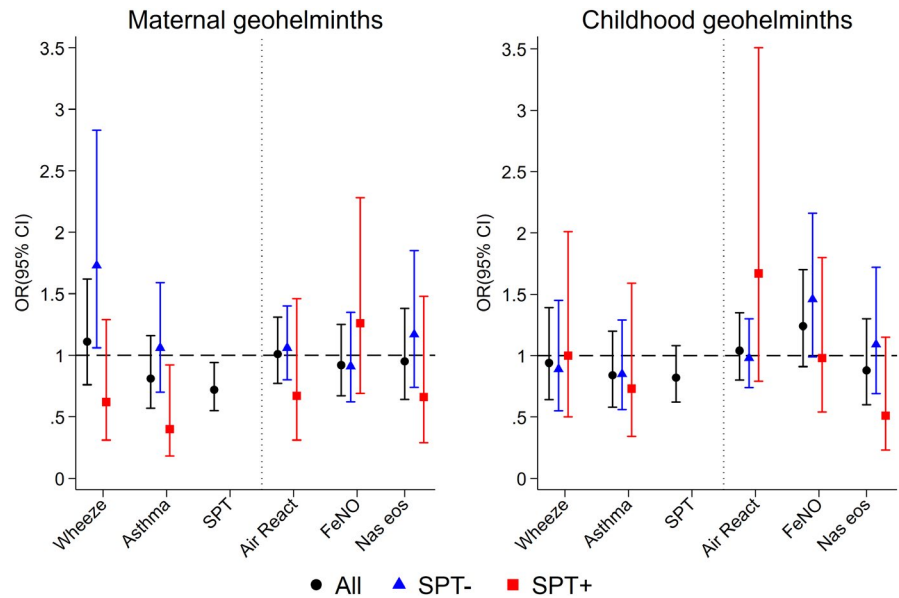 Maternal geohelminths
Childhood geohelminths
OR(95% CI)
3.5
3
2.5
2
1.5
1
.5
0
Wheeze
Asthma
SPT
Air React
FeNO
Nas eos
OR(95% CI)
3.5
3
2.5
2
1.5
1
.5
0
Wheeze
Asthma
SPT
Air React
FeNO
Nas eos
All SPT- SPT+